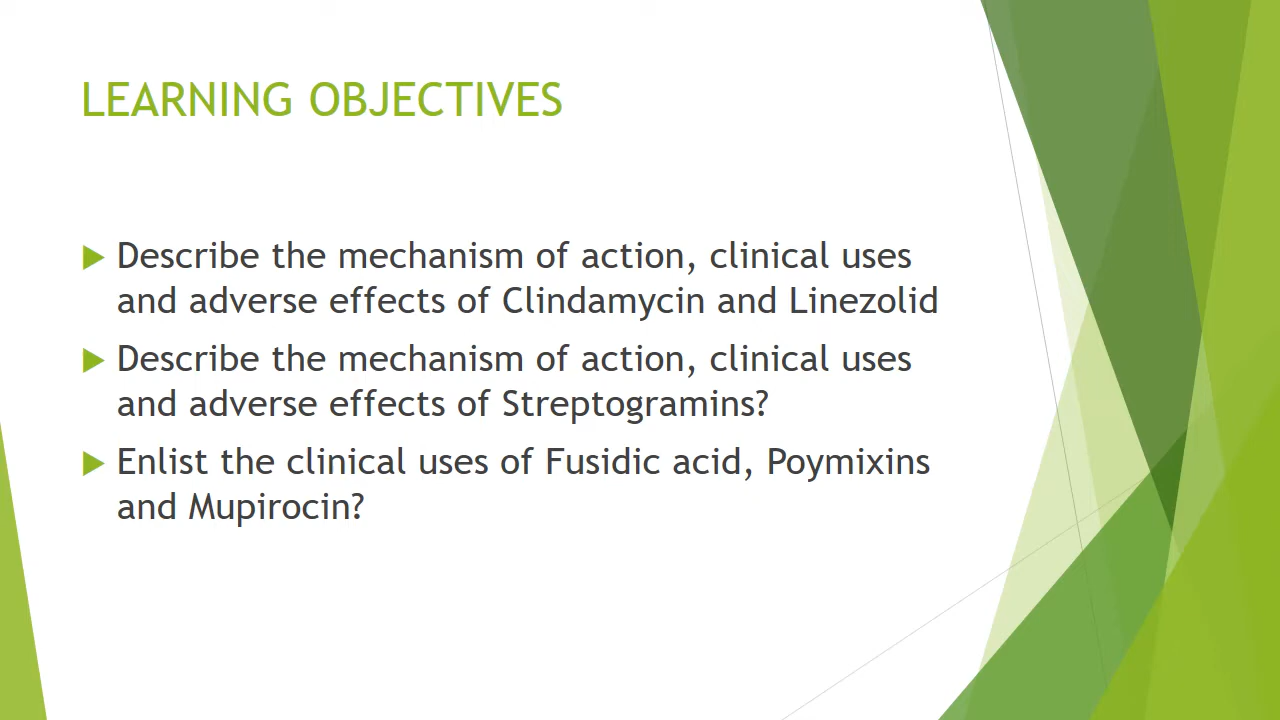 LEARNING OBJECTIVES
Describe the mechanism of action, clinical uses
and adverse effects of Clindamycin and Linezolid
Describe the mechanism of action, clinical uses
and adverse effects of Streptogramins?
Enlist the clinical uses of Fusidic acid, Poymixins
and Mupirocin?